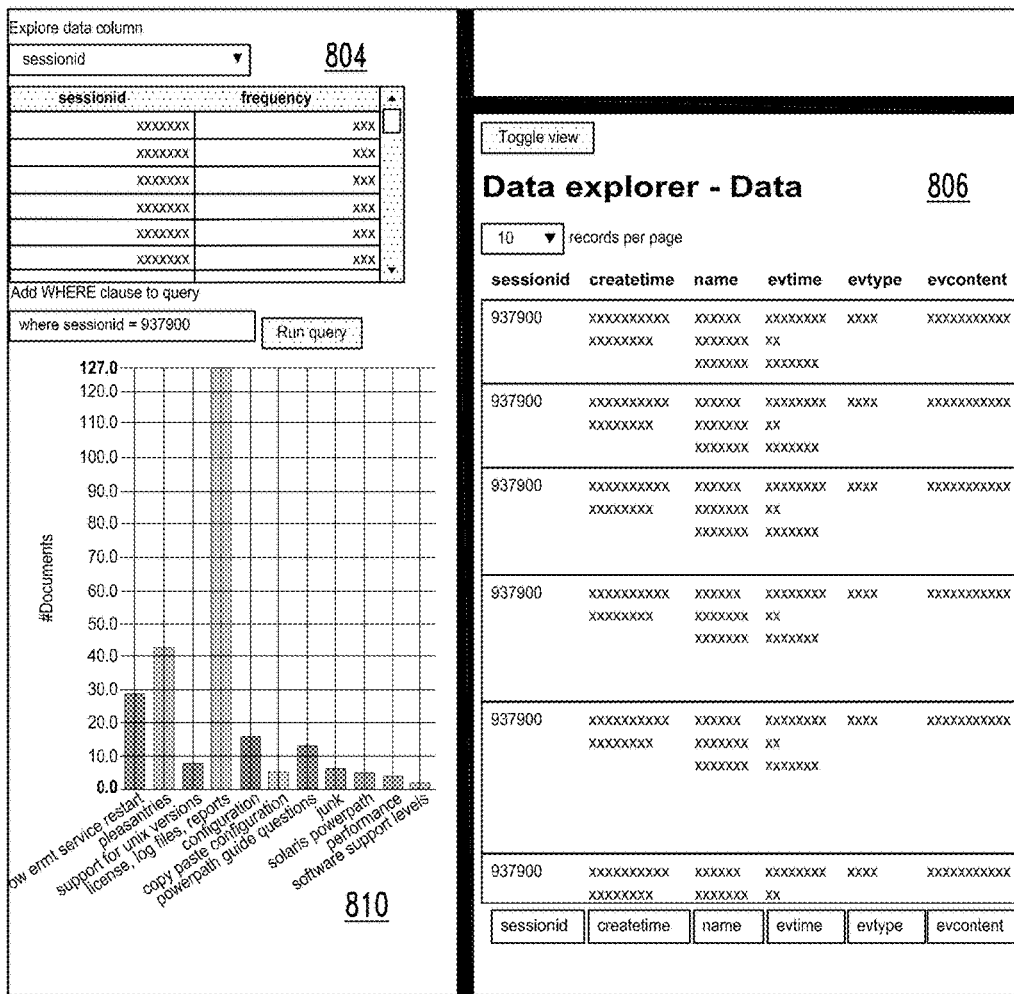 Explore data column
sessionid
804
sessionid frequency
xxxxxxx xxx
xxxxxxx xxx
xxxxxxx xxx
xxxxxxx xxx
xxxxxxx xxx
xxxxxxx xxx
Add WHERE clause to query
where sessionid = 937900
Run query
127.0
120.0
110.0
100.0
90.0
80.0
70.0
60.0
50.0
40.0
30.0
20.0
10.0
0.0
#Documents
ow ermt service restart
pleasantries
support for unix versions
license, log files, reports
configuration
copy paste configuration
powerpath guide questions
junk
solaris powerpath
performance
software support levels
810
Toggle view
Data explorer - Data
806
10 records per page
sessionid createtime name evtime evtype evcontent
937900 xxxxxxxxxx xxxxxx xxxxxxxx xxxx xxxxxxxxxxx
xxxxxxxx xxxxxxx xx
xxxxxxx xxxxxxx
937900 xxxxxxxxxx xxxxxx xxxxxxxx xxxx xxxxxxxxxxx
xxxxxxxx xxxxxxx xx
xxxxxxx xxxxxxx
937900 xxxxxxxxxx xxxxxx xxxxxxxx xxxx xxxxxxxxxxx
xxxxxxxx xxxxxxx xx
xxxxxxx xxxxxxx
937900 xxxxxxxxxx xxxxxx xxxxxxxx xxxx xxxxxxxxxxx
xxxxxxxx xxxxxxx xx
xxxxxxx xxxxxxx
937900 xxxxxxxxxx xxxxxx xxxxxxxx xxxx xxxxxxxxxxx
xxxxxxxx xxxxxxx xx
xxxxxxx xxxxxxx
937900 xxxxxxxxxx xxxxxx xxxxxxxx xxxx xxxxxxxxxxx
xxxxxxxx xxxxxxx xx
sessionid createtime name evtime evtype evcontent